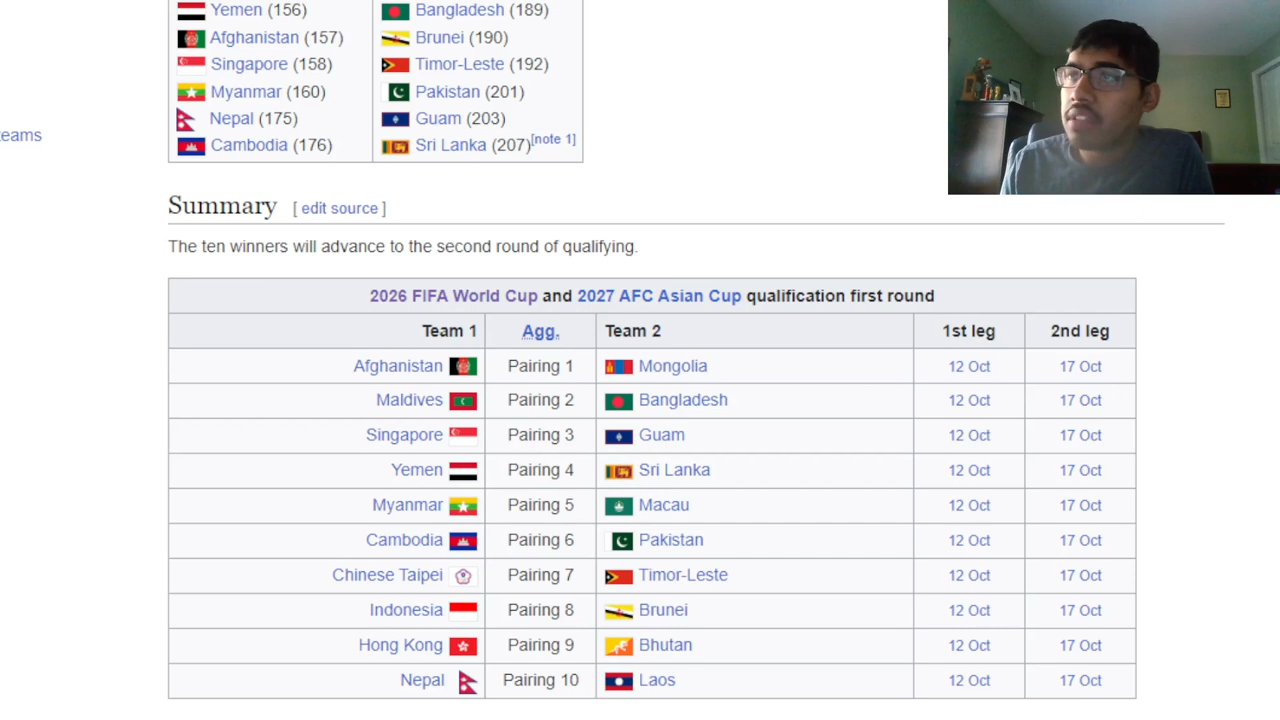 Yemen (156) Bangladesh (189)
Afghanistan (157) Brunei (190)
Singapore (158) Timor-Leste (192)
Myanmar (160) Pakistan (201)
Nepal (175) Guam (203)
teams
Cambodia (176) Sri Lanka (207)[note 1]
Summary [ edit source ]
The ten winners will advance to the second round of qualifying.
2026 FIFA World Cup and 2027 AFC Asian Cup qualification first round
Team 1 Agg. Team 2 1st leg 2nd leg
Afghanistan Pairing 1 Mongolia 12 Oct 17 Oct
Maldives Pairing 2 Bangladesh 12 Oct 17 Oct
Singapore Pairing 3 Guam 12 Oct 17 Oct
Yemen Pairing 4 Sri Lanka 12 Oct 17 Oct
Myanmar Pairing 5 Macau 12 Oct 17 Oct
Cambodia Pairing 6 Pakistan 12 Oct 17 Oct
Chinese Taipei Pairing 7 Timor-Leste 12 Oct 17 Oct
Indonesia Pairing 8 Brunei 12 Oct 17 Oct
Hong Kong Pairing 9 Bhutan 12 Oct 17 Oct
Nepal Pairing 10 Laos 12 Oct 17 Oct